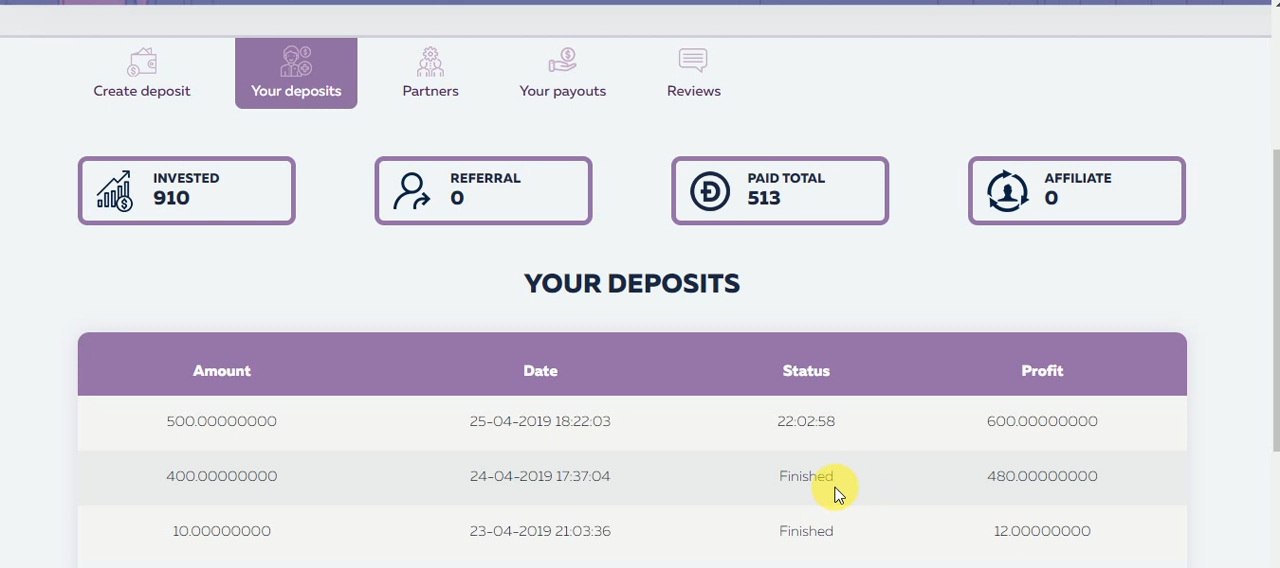 Create deposit Your deposits Partners Your payouts Reviews
INVESTED REFERRAL PAID TOTAL AFFILIATE
910 0 513 0
YOUR DEPOSITS
Amount Date Status Profit
500.00000000 25-04-2019 18:22:03 22:02:58 600.00000000
400.00000000 24-04-2019 17:37:04 Finished 480.00000000
10.00000000 23-04-2019 21:03:36 Finished 12.00000000